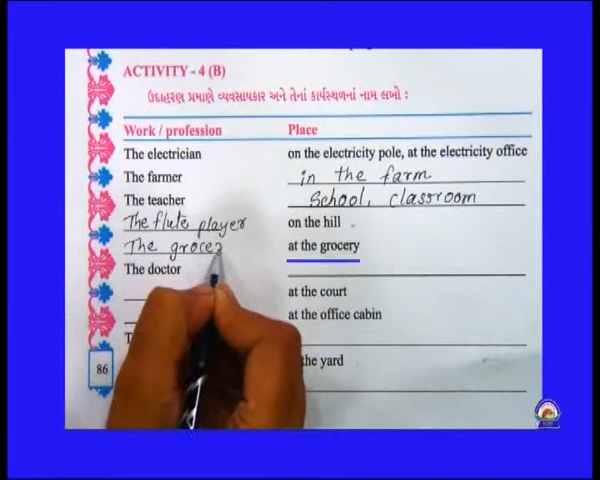 ACTIVITY - 4 (B)
ઉદાહરણ પ્રમાણે વ્યવસાયકાર અને તેનાં કાર્યસ્થળનાં નામ લખો :
Work / profession Place
The electrician on the electricity pole, at the electricity office
The farmer in the farm.
The teacher School, classroom
The flute player on the hill
The grocer at the grocery
The doctor
at the court
at the office cabin
the yard
86